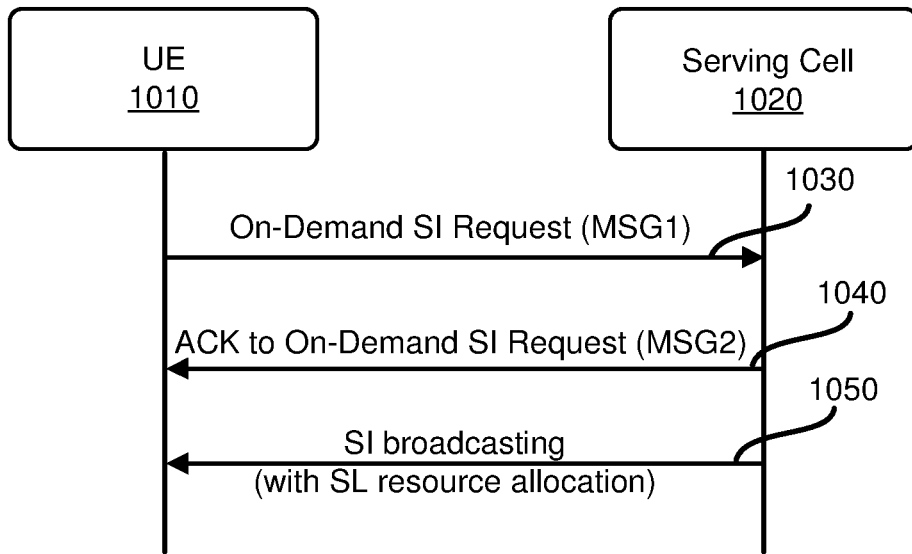 UE
1010
Serving Cell
1020
1030
On-Demand SI Request (MSG1)
1040
ACK to On-Demand SI Request (MSG2)
1050
SI broadcasting
(with SL resource allocation)